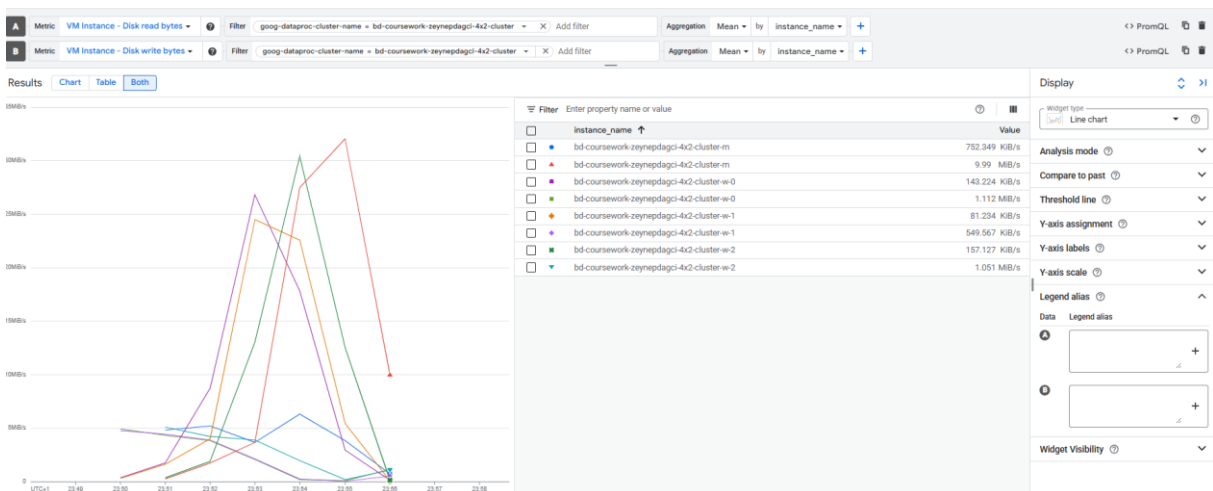 A Metric VM Instance - Disk read bytes Filter goog-dataproc-cluster-name = bd-coursework-zeynepdagci-4x2-cluster X Add filter Aggregation Mean by instance_name + <> PromQL
B Metric VM Instance - Disk write bytes Filter goog-dataproc-cluster-name = bd-coursework-zeynepdagci-4x2-cluster X Add filter Aggregation Mean by instance_name + <> PromQL
Results Chart Table Both
Filter Enter property name or value
instance_name Value
bd-coursework-zeynepdagci-4x2-cluster-m 752.349 KiB/s
bd-coursework-zeynepdagci-4x2-cluster-m 9.99 MiB/s
bd-coursework-zeynepdagci-4x2-cluster-w-0 143.224 KiB/s
bd-coursework-zeynepdagci-4x2-cluster-w-0 1.112 MiB/s
bd-coursework-zeynepdagci-4x2-cluster-w-1 81.234 KiB/s
bd-coursework-zeynepdagci-4x2-cluster-w-1 549.567 KiB/s
bd-coursework-zeynepdagci-4x2-cluster-w-2 157.127 KiB/s
bd-coursework-zeynepdagci-4x2-cluster-w-2 1.051 MiB/s
5MiB/s
0
UTC+1 23:49 23:50 23:51 23:52 23:53 23:54 23:55 23:56 23:57 23:58
Display
Widget type
Line chart
Analysis mode
Compare to past
Threshold line
Y-axis assignment
Y-axis labels
Y-axis scale
Legend alias
Data Legend alias
A
B
Widget Visibility